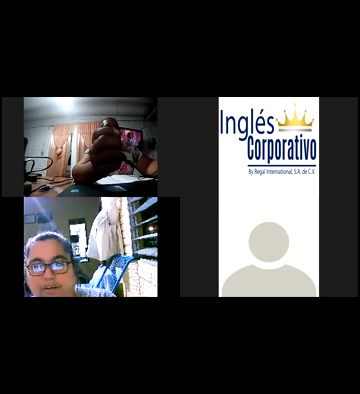 Inglés
Corporativo
By Regal International, S.A. de C.V.